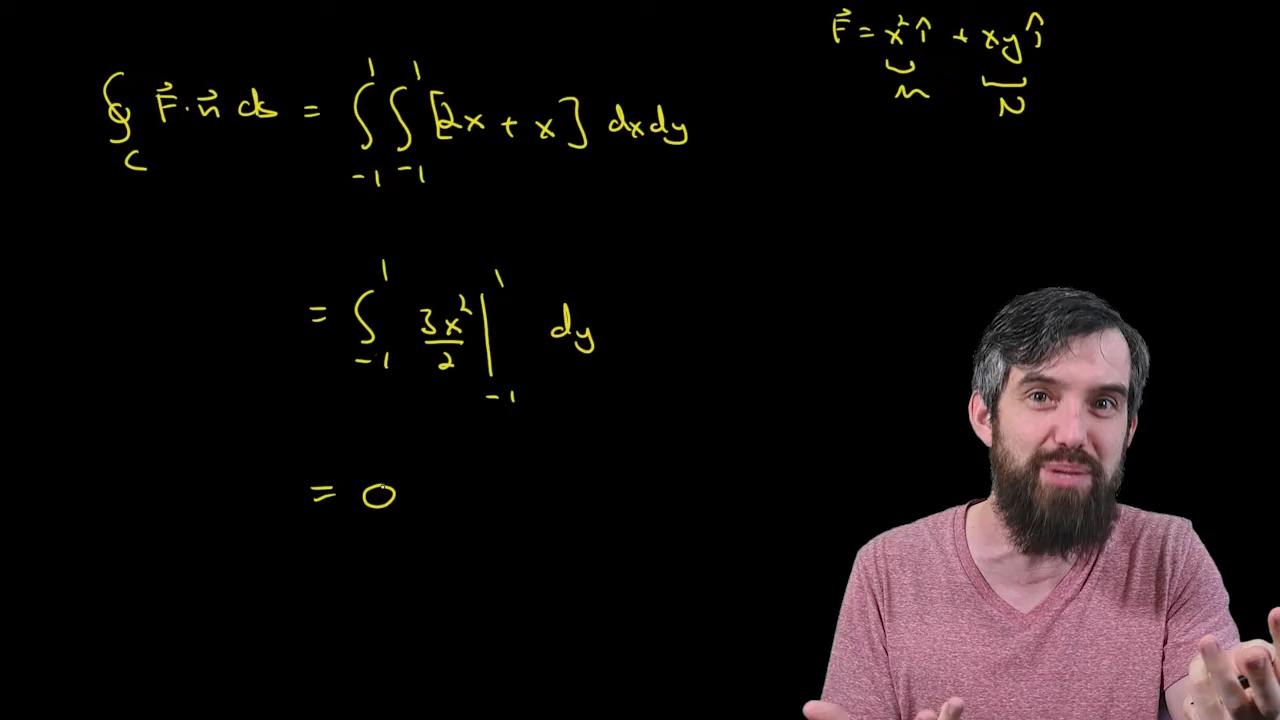 F⃗ = x² î + xy ĵ
M N
∮_C F⃗ · n⃗ ds = ∫_{-1}^{1} ∫_{-1}^{1} [2x + x] dx dy
= ∫_{-1}^{1} 3x²/2 |_{-1}^{1} dy
= 0